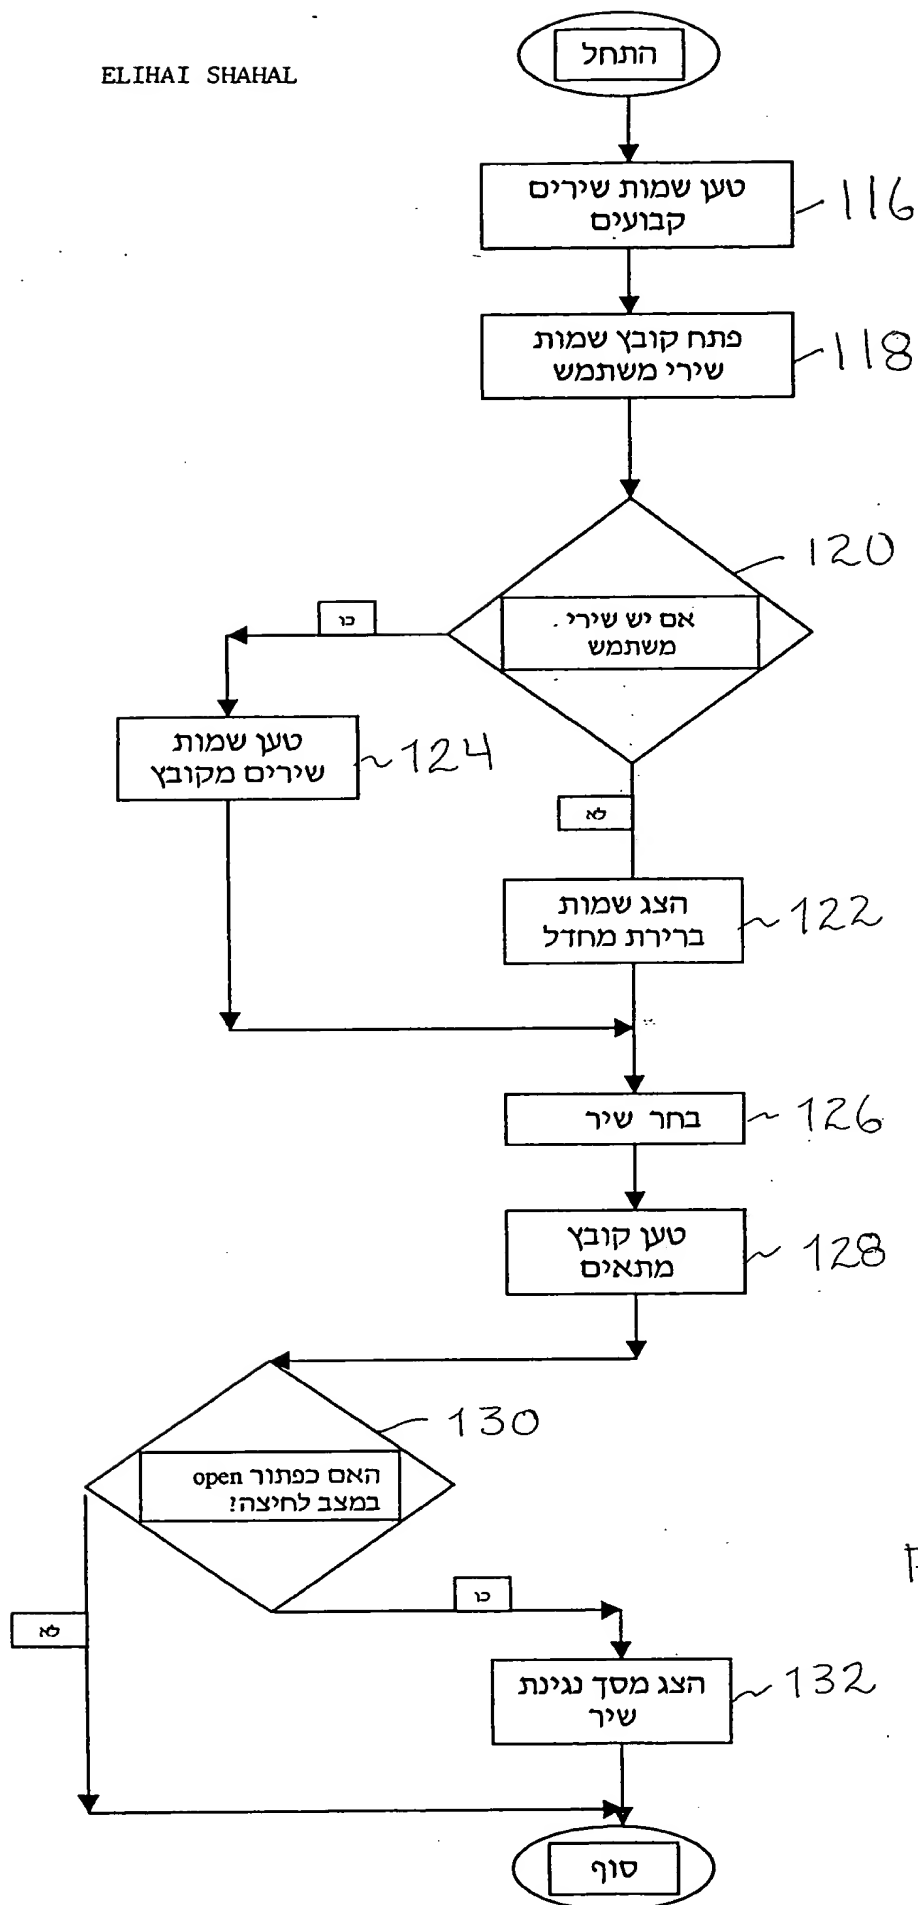 ELIHAI SHAHAL
התחל
טען שמות שירים
קבועים
116
פתח קובץ שמות
שירי משתמש
118
120
אם יש שירי
משתמש
כן
טען שמות
שירים מקובץ
124
לא
הצג שמות
ברירת מחדל
122
בחר שיר
126
טען קובץ
מתאים
128
130
האם כפתור open
במצב לחיצה?
כן
לא
הצג מסך נגינת
שיר
132
סוף